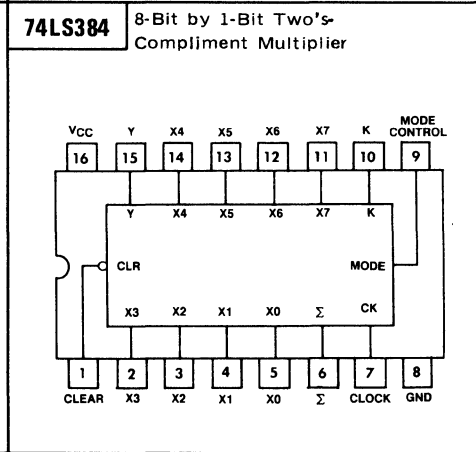 74LS384
8-Bit by 1-Bit Two's-
Compliment Multiplier
VCC Y X4 X5 X6 X7 K MODE CONTROL
16 15 14 13 12 11 10 9
Y X4 X5 X6 X7 K
CLR MODE
X3 X2 X1 X0 Σ CK
1 2 3 4 5 6 7 8
CLEAR X3 X2 X1 X0 Σ CLOCK GND